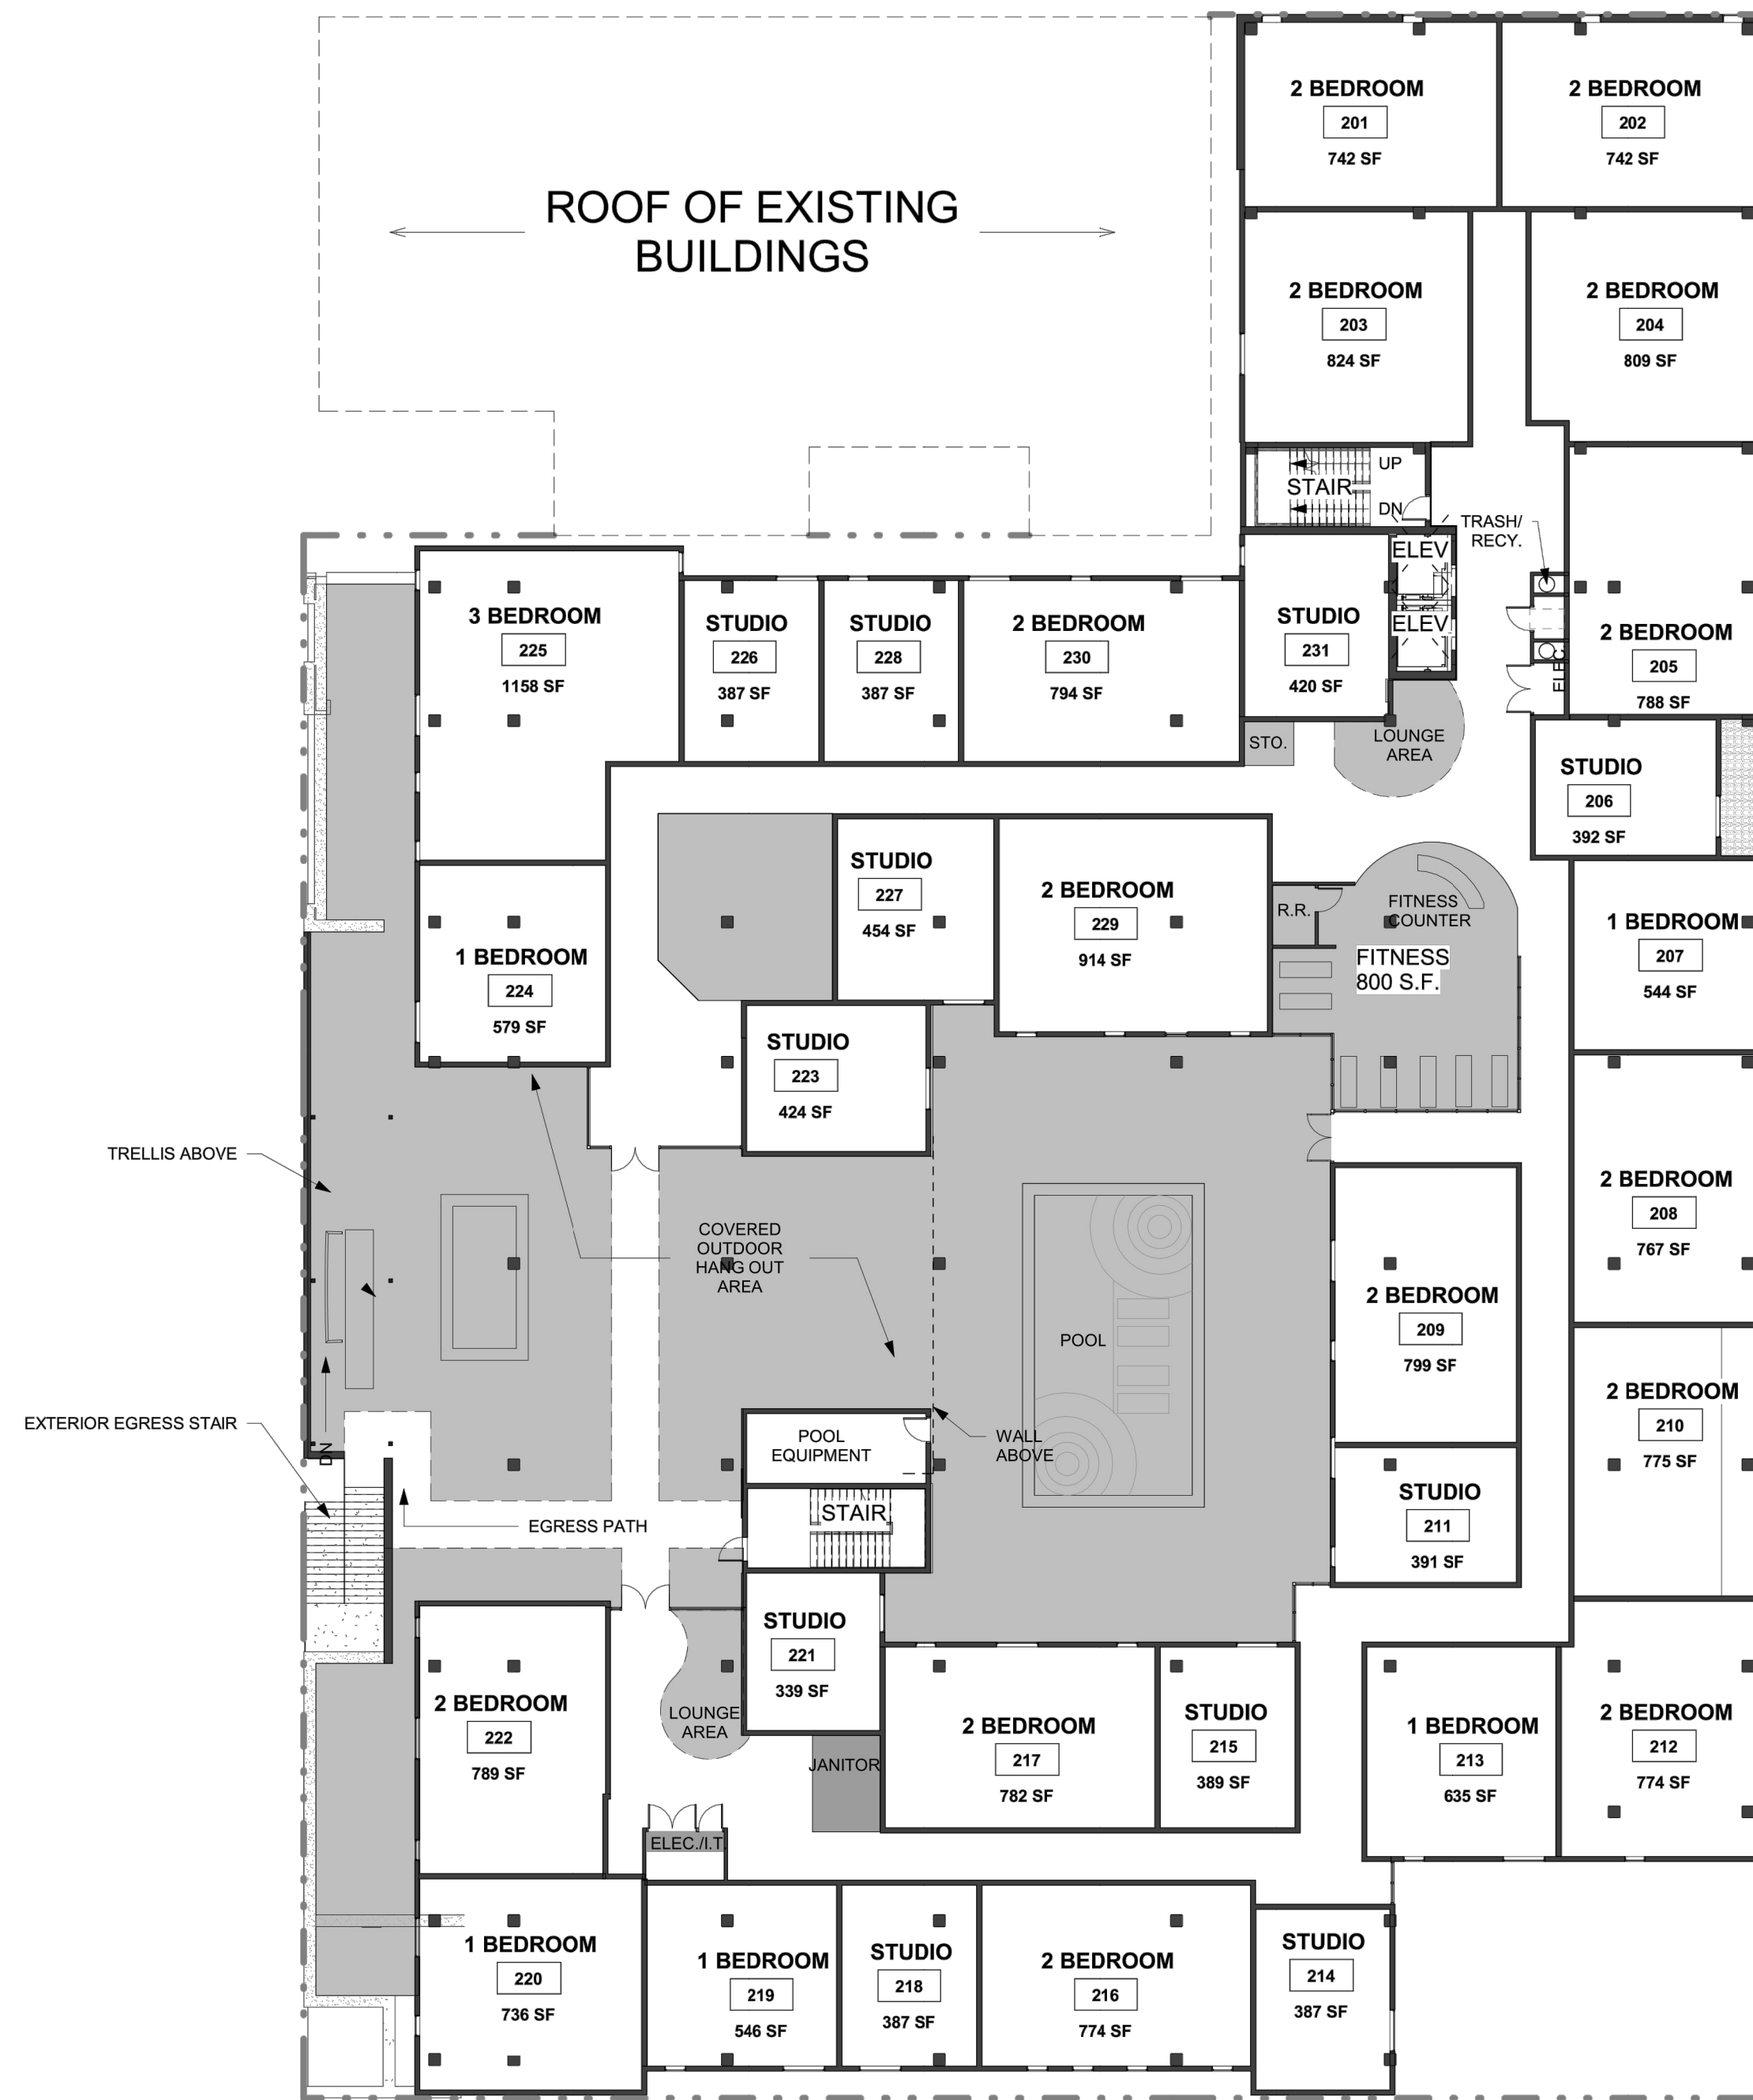 2 BEDROOM
201
742 SF
2 BEDROOM
202
742 SF
ROOF OF EXISTING
BUILDINGS
2 BEDROOM
203
824 SF
2 BEDROOM
204
809 SF
UP
STAIR
DN
TRASH/
RECY.
ELEV
ELEV
3 BEDROOM
225
1158 SF
STUDIO
226
387 SF
STUDIO
228
387 SF
2 BEDROOM
230
794 SF
STUDIO
231
420 SF
2 BEDROOM
205
788 SF
ELEC
STO.
LOUNGE
AREA
STUDIO
206
392 SF
STUDIO
227
454 SF
2 BEDROOM
229
914 SF
R.R.
FITNESS
COUNTER
FITNESS
800 S.F.
1 BEDROOM
207
544 SF
1 BEDROOM
224
579 SF
STUDIO
223
424 SF
TRELLIS ABOVE
COVERED
OUTDOOR
HANG OUT
AREA
2 BEDROOM
208
767 SF
POOL
2 BEDROOM
209
799 SF
2 BEDROOM
210
775 SF
EXTERIOR EGRESS STAIR
DN
POOL
EQUIPMENT
WALL
ABOVE
STAIR
EGRESS PATH
STUDIO
211
391 SF
STUDIO
221
339 SF
2 BEDROOM
222
789 SF
LOUNGE
AREA
JANITOR
2 BEDROOM
217
782 SF
STUDIO
215
389 SF
1 BEDROOM
213
635 SF
2 BEDROOM
212
774 SF
ELEC./I.T.
1 BEDROOM
220
736 SF
1 BEDROOM
219
546 SF
STUDIO
218
387 SF
2 BEDROOM
216
774 SF
STUDIO
214
387 SF